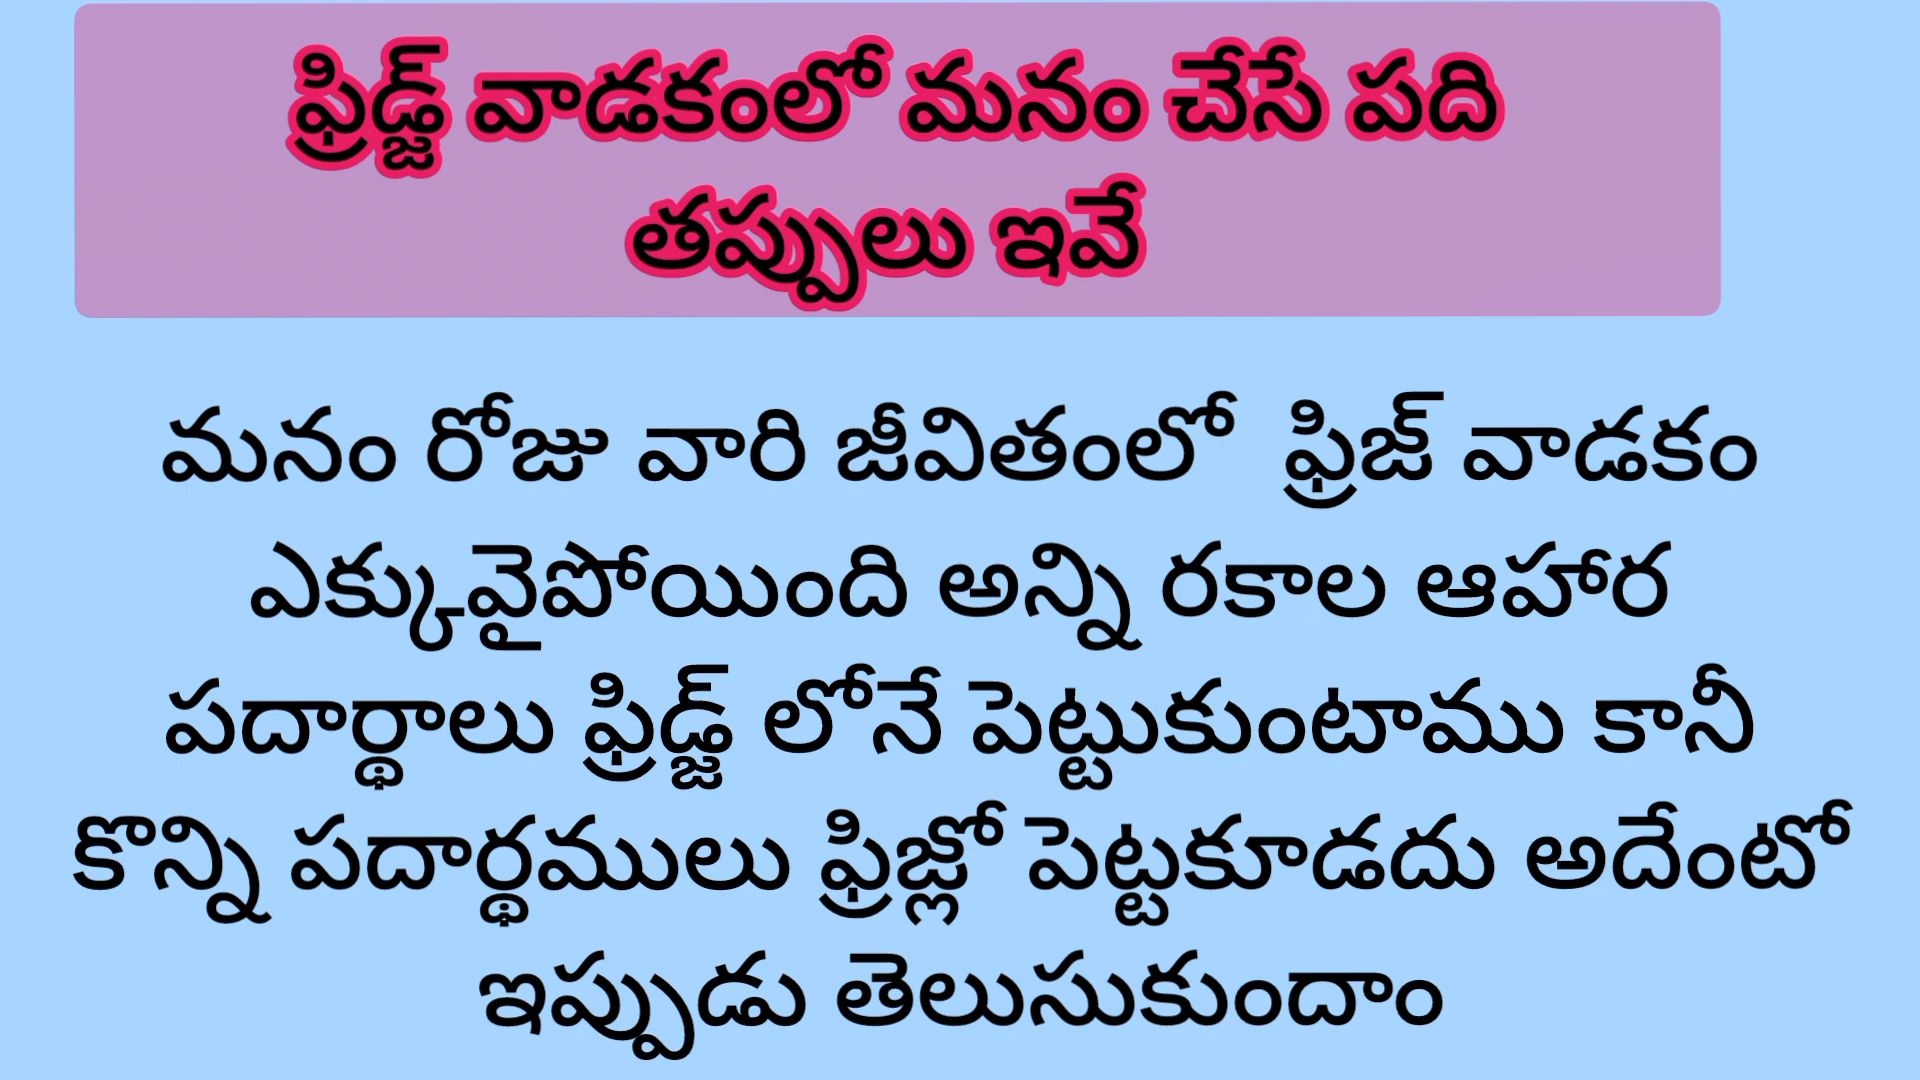 ఫ్రిడ్జ్ వాడకంలో మనం చేసే పది
తప్పులు ఇవే
మనం రోజు వారి జీవితంలో ఫ్రిజ్ వాడకం
ఎక్కువైపోయింది అన్ని రకాల ఆహార
పదార్థాలు ఫ్రిడ్జ్ లోనే పెట్టుకుంటాము కానీ
కొన్ని పదార్థములు ఫ్రిజ్లో పెట్టకూడదు అదేంటో
ఇప్పుడు తెలుసుకుందాం